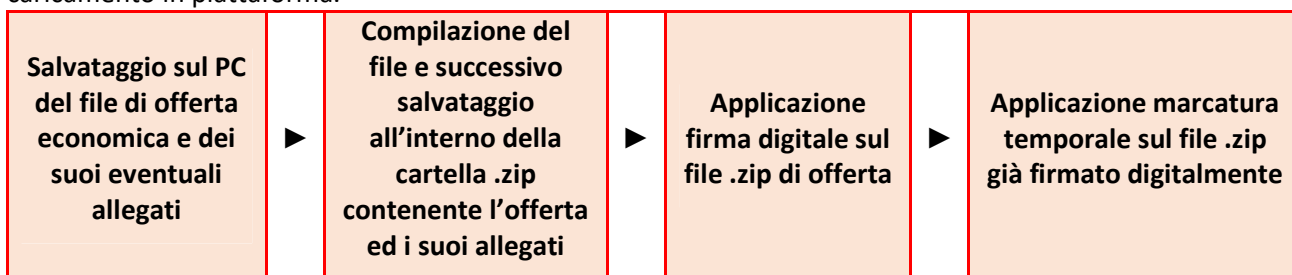 caricamento in piattaforma.
Salvataggio sul PC
del file di offerta
economica e dei
suoi eventuali
allegati
►
Compilazione del
file e successivo
salvataggio
all’interno della
cartella .zip
contenente l’offerta
ed i suoi allegati
►
Applicazione
firma digitale sul
file .zip di offerta
►
Applicazione marcatura
temporale sul file .zip
già firmato digitalmente